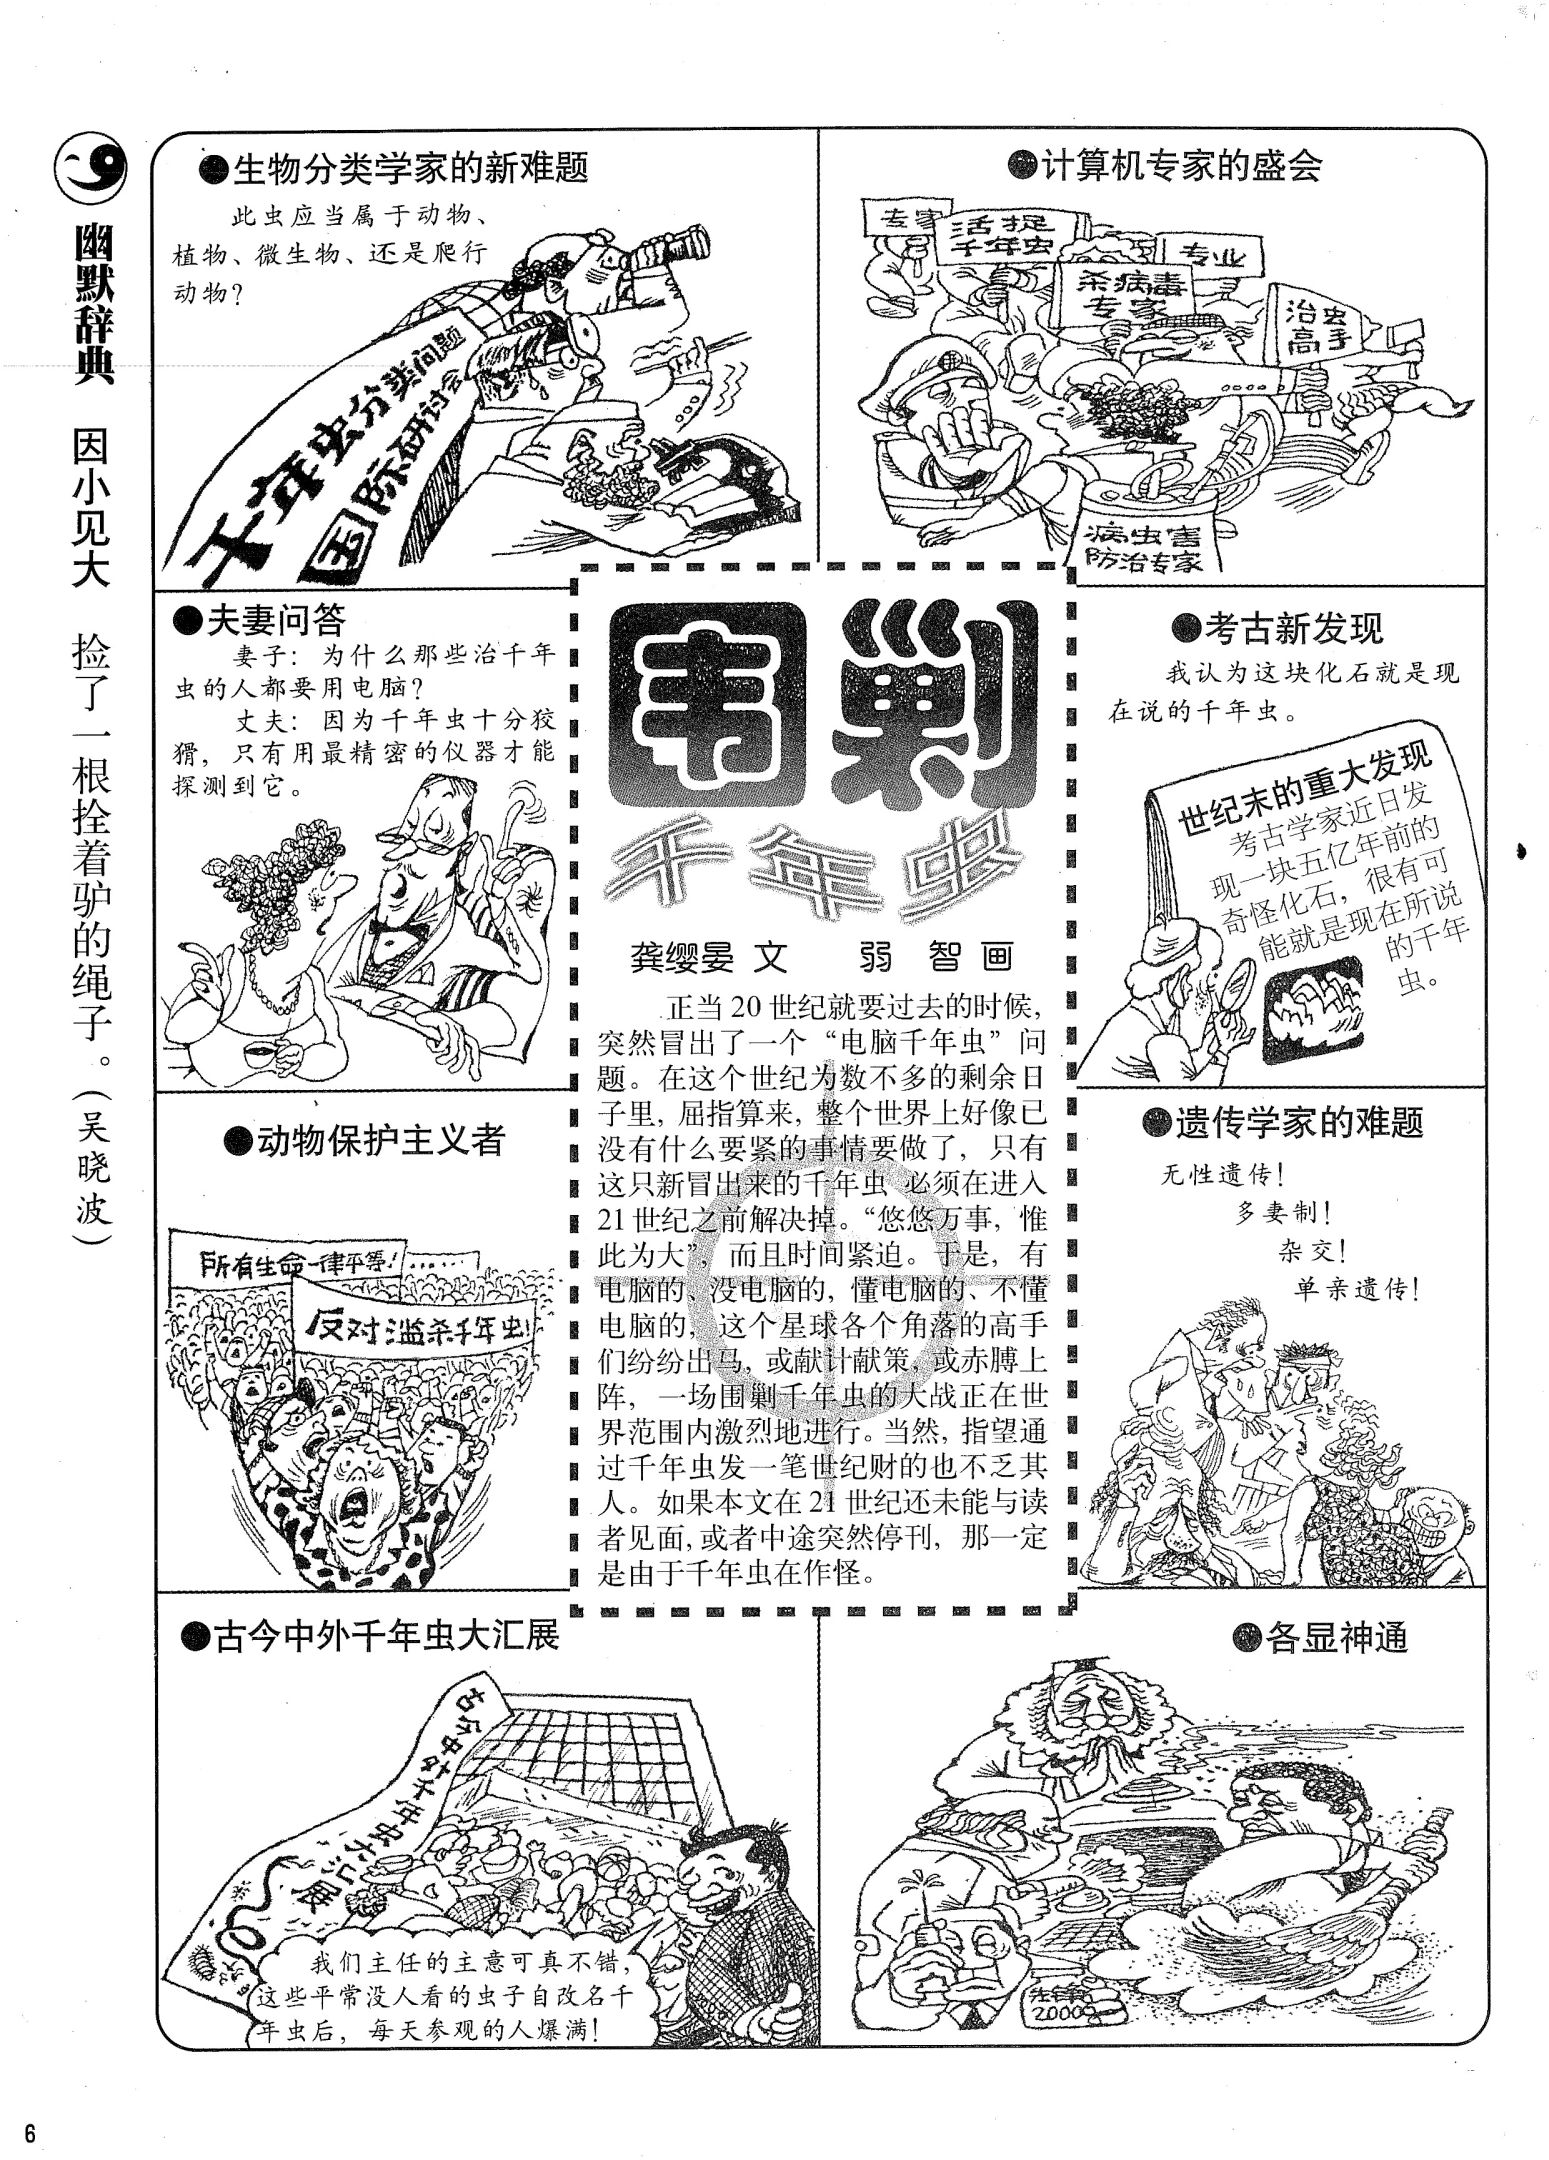 幽默辞典 因小见大 捡了一根拴着驴的绳子。(吴晓波)
●生物分类学家的新难题
此虫应当属于动物、
植物、微生物、还是爬行
动物?
千年虫分类问题
国际研讨会
●计算机专家的盛会
专家
活捉
千年虫
专业
杀病毒
专家
治虫
高手
病虫害
防治专家
●夫妻问答
妻子: 为什么那些治千年
虫的人都要用电脑?
丈夫: 因为千年虫十分狡
猾, 只有用最精密的仪器才能
探测到它。
围剿
千年虫
龚缨晏 文 弱 智 画
正当20世纪就要过去的时候,
突然冒出了一个“电脑千年虫”问
题。在这个世纪为数不多的剩余日
子里, 屈指算来, 整个世界上好像已
没有什么要紧的事情要做了, 只有
这只新冒出来的千年虫 必须在进入
21世纪之前解决掉。“悠悠万事, 惟
此为大”, 而且时间紧迫。于是, 有
电脑的、没电脑的, 懂电脑的、不懂
电脑的, 这个星球各个角落的高手
们纷纷出马, 或献计献策, 或赤膊上
阵, 一场围剿千年虫的大战正在世
界范围内激烈地进行。当然, 指望通
过千年虫发一笔世纪财的也不乏其
人。如果本文在21世纪还未能与读
者见面, 或者中途突然停刊, 那一定
是由于千年虫在作怪。
●考古新发现
我认为这块化石就是现
在说的千年虫。
世纪末的重大发现
考古学家近日发
现一块五亿年前的
奇怪化石, 很有可
能就是现在所说
的千年
虫。
●动物保护主义者
所有生命一律平等!……
反对滥杀千年虫!
●遗传学家的难题
无性遗传!
多妻制!
杂交!
单亲遗传!
●古今中外千年虫大汇展
古今中外千年虫大汇展
我们主任的主意可真不错,
这些平常没人看的虫子自改名千
年虫后, 每天参观的人爆满!
●各显神通
2000
6